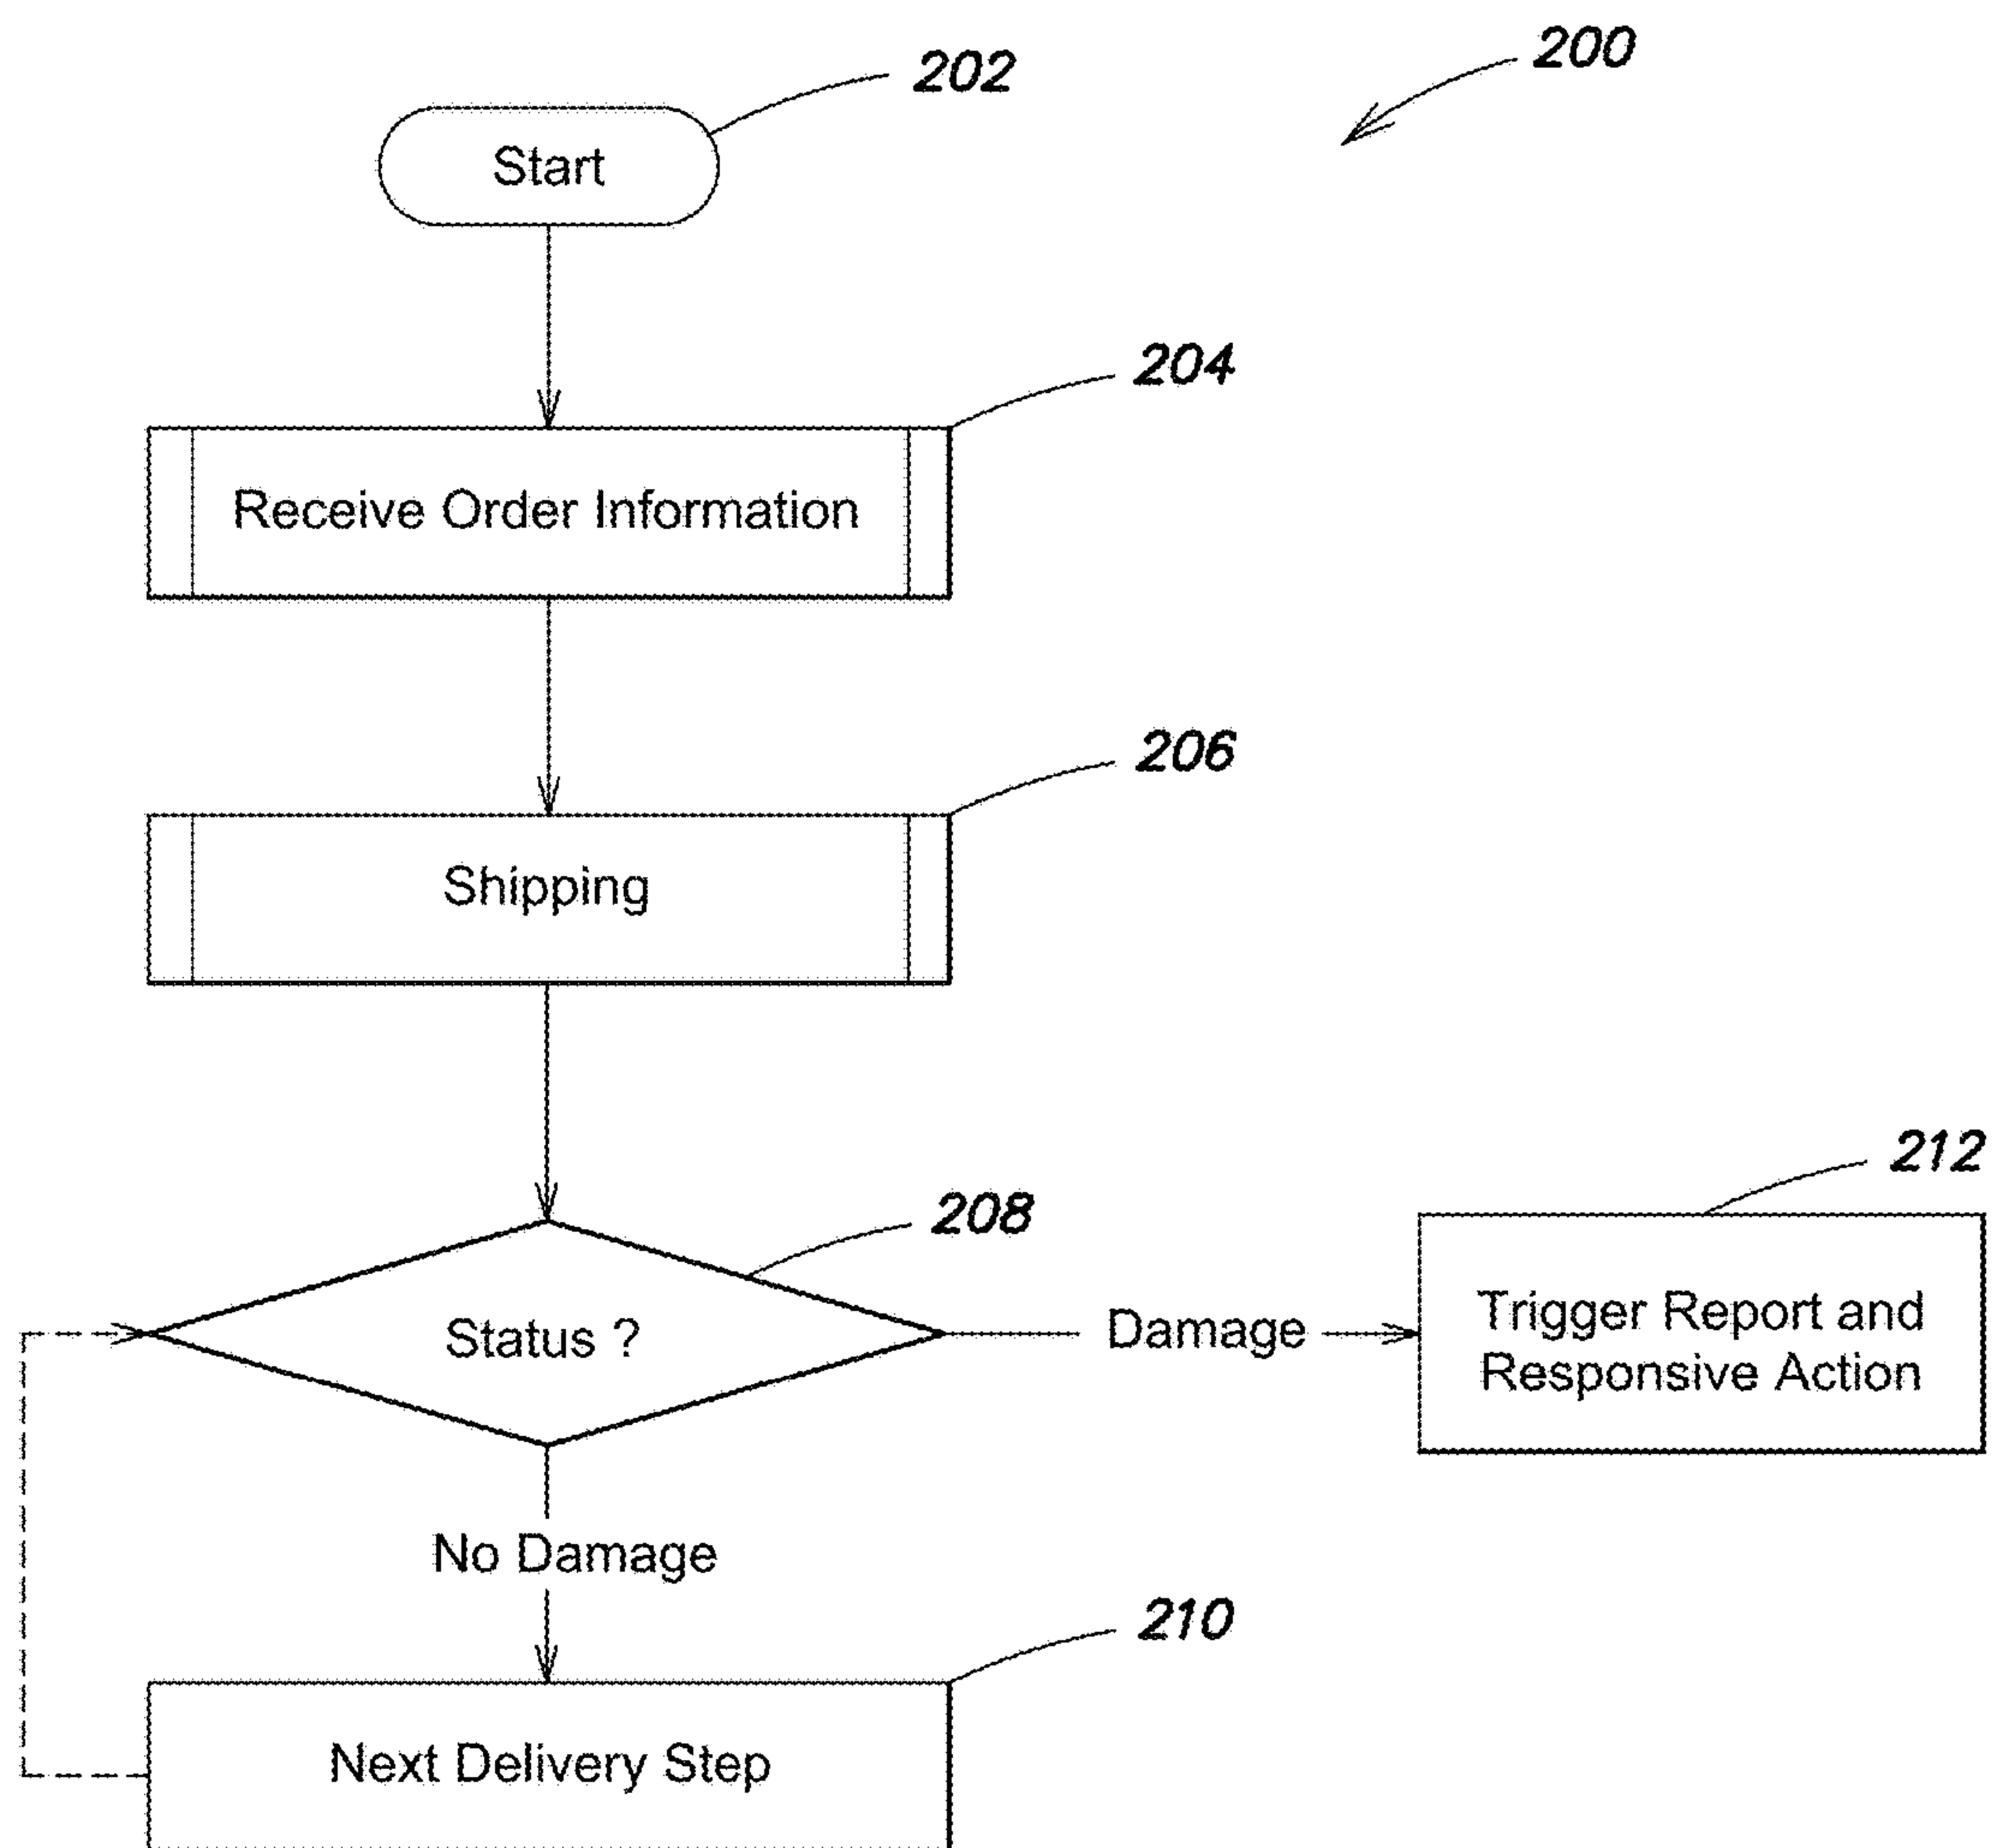 200
202
Start
204
Receive Order Information
206
Shipping
208
Status ?
Damage
212
Trigger Report and
Responsive Action
No Damage
210
Next Delivery Step